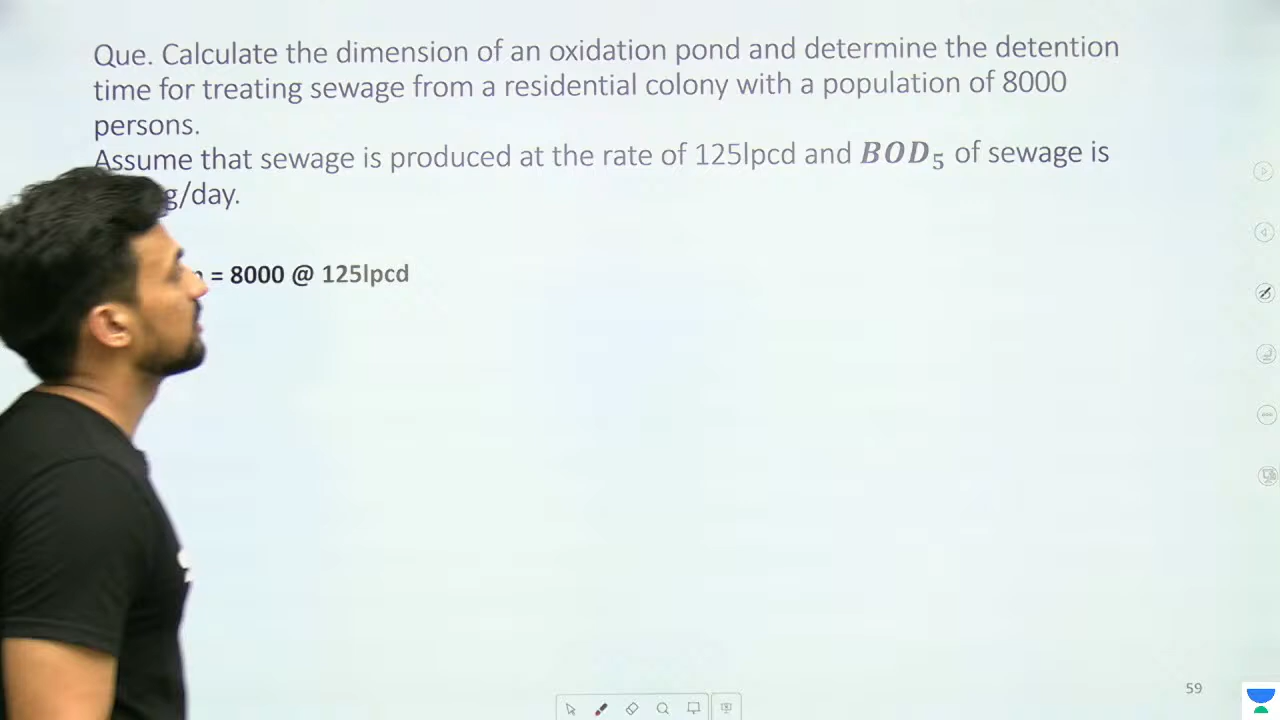 Que. Calculate the dimension of an oxidation pond and determine the detention
time for treating sewage from a residential colony with a population of 8000
persons.
Assume that sewage is produced at the rate of 125lpcd and BOD₅ of sewage is
g/day.
= 8000 @ 125lpcd
59